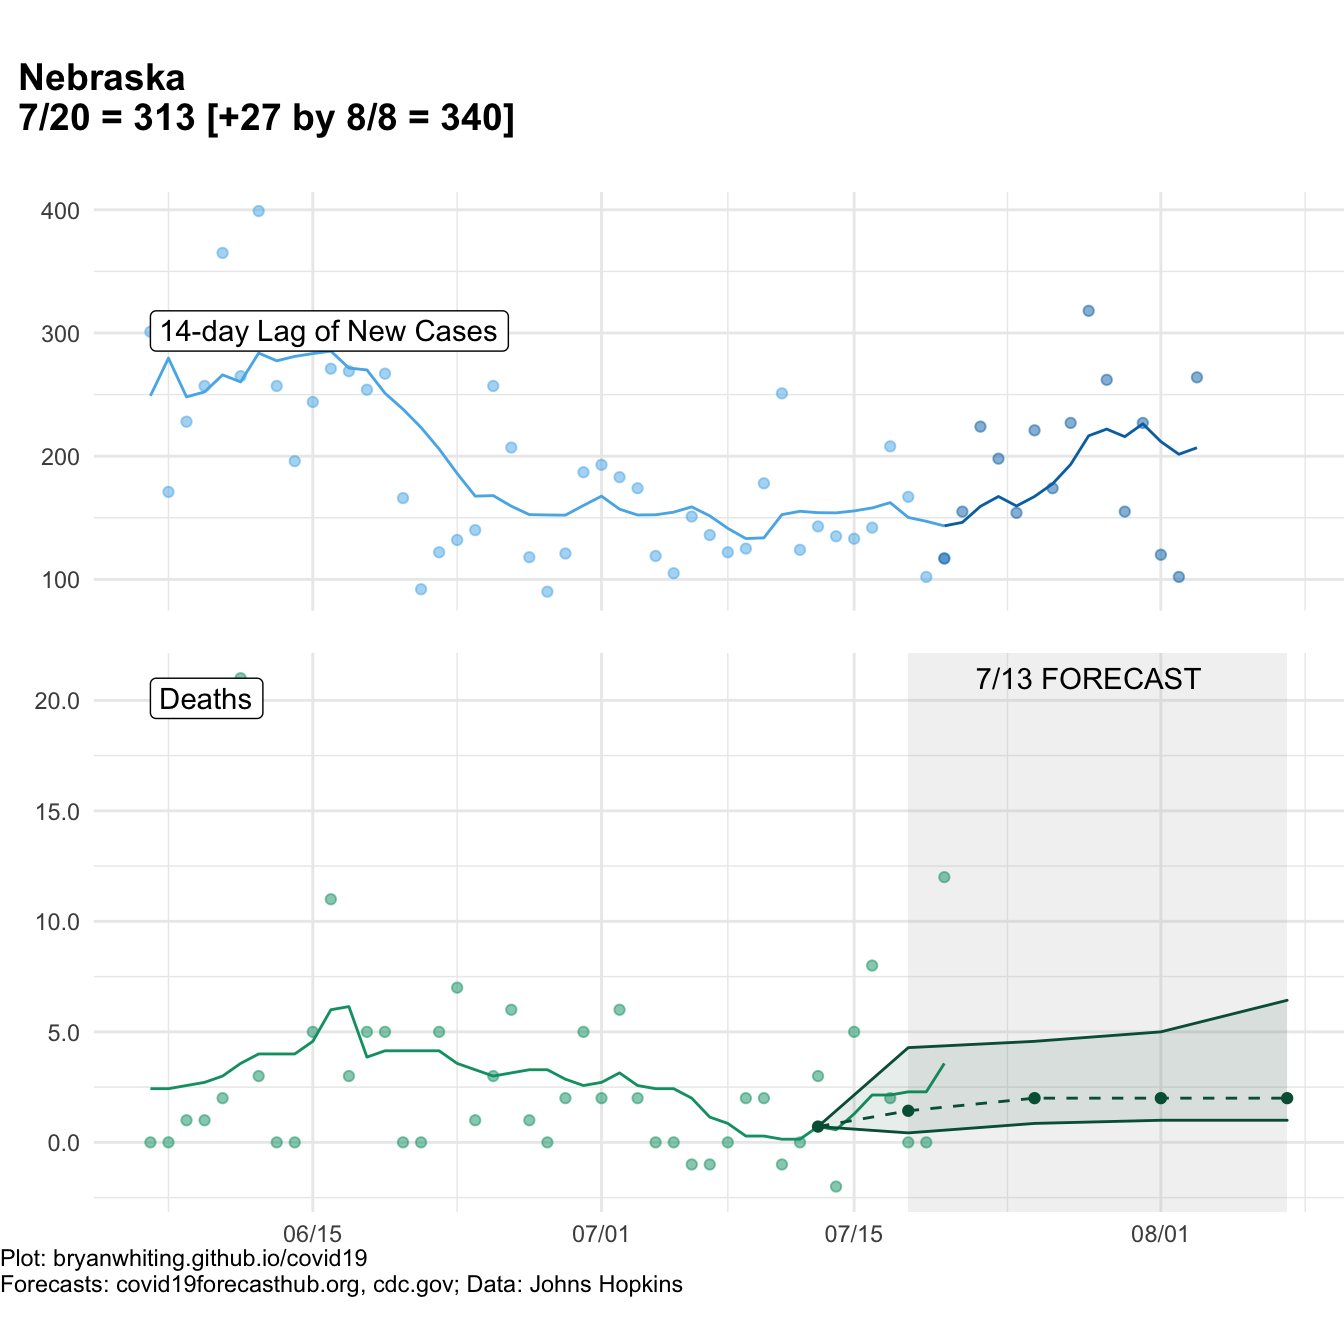 Nebraska
7/20 = 313 [+27 by 8/8 = 340]
400
300
200
100
14-day Lag of New Cases
20.0
15.0
10.0
5.0
0.0
Deaths
7/13 FORECAST
06/15
07/01
07/15
08/01
Plot: bryanwhiting.github.io/covid19
Forecasts: covid19forecasthub.org, cdc.gov; Data: Johns Hopkins